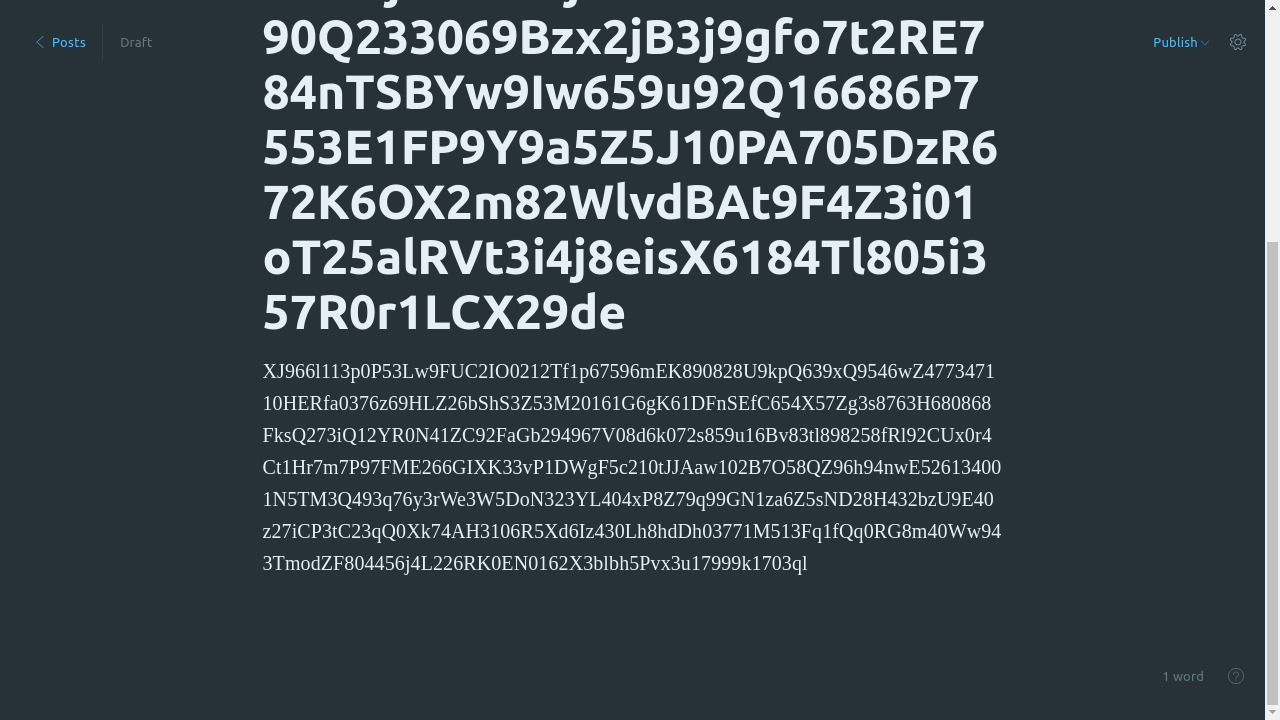 Posts
Draft
Publish
90Q233069Bzx2jB3j9gfo7t2RE7
84nTSBYw9Iw659u92Q16686P7
553E1FP9Y9a5Z5J10PA705DzR6
72K6OX2m82WlvdBAt9F4Z3i01
oT25alRVt3i4j8eisX6184Tl805i3
57R0r1LCX29de
XJ966l113p0P53Lw9FUC2IO0212Tf1p67596mEK890828U9kpQ639xQ9546wZ4773471
10HERfa0376z69HLZ26bShS3Z53M20161G6gK61DFnSEfC654X57Zg3s8763H680868
FksQ273iQ12YR0N41ZC92FaGb294967V08d6k072s859u16Bv83tl898258fRl92CUx0r4
Ct1Hr7m7P97FME266GIXK33vP1DWgF5c210tJJAaw102B7O58QZ96h94nwE52613400
1N5TM3Q493q76y3rWe3W5DoN323YL404xP8Z79q99GN1za6Z5sND28H432bzU9E40
z27iCP3tC23qQ0Xk74AH3106R5Xd6Iz430Lh8hdDh03771M513Fq1fQq0RG8m40Ww94
3TmodZF804456j4L226RK0EN0162X3blbh5Pvx3u17999k1703ql
1 word